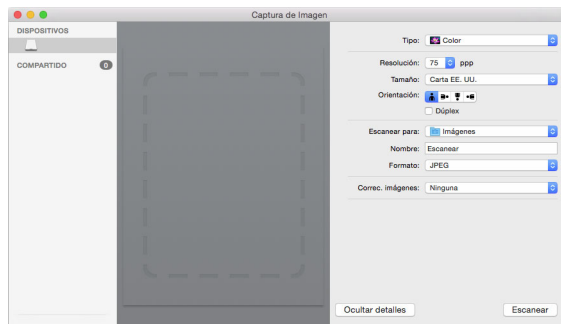 Captura de Imagen
DISPOSITIVOS
COMPARTIDO 0
Tipo: Color
Resolución: 75 ppp
Tamaño: Carta EE. UU.
Orientación:
Dúplex
Escanear para: Imágenes
Nombre: Escanear
Formato: JPEG
Correc. imágenes: Ninguna
Ocultar detalles Escanear